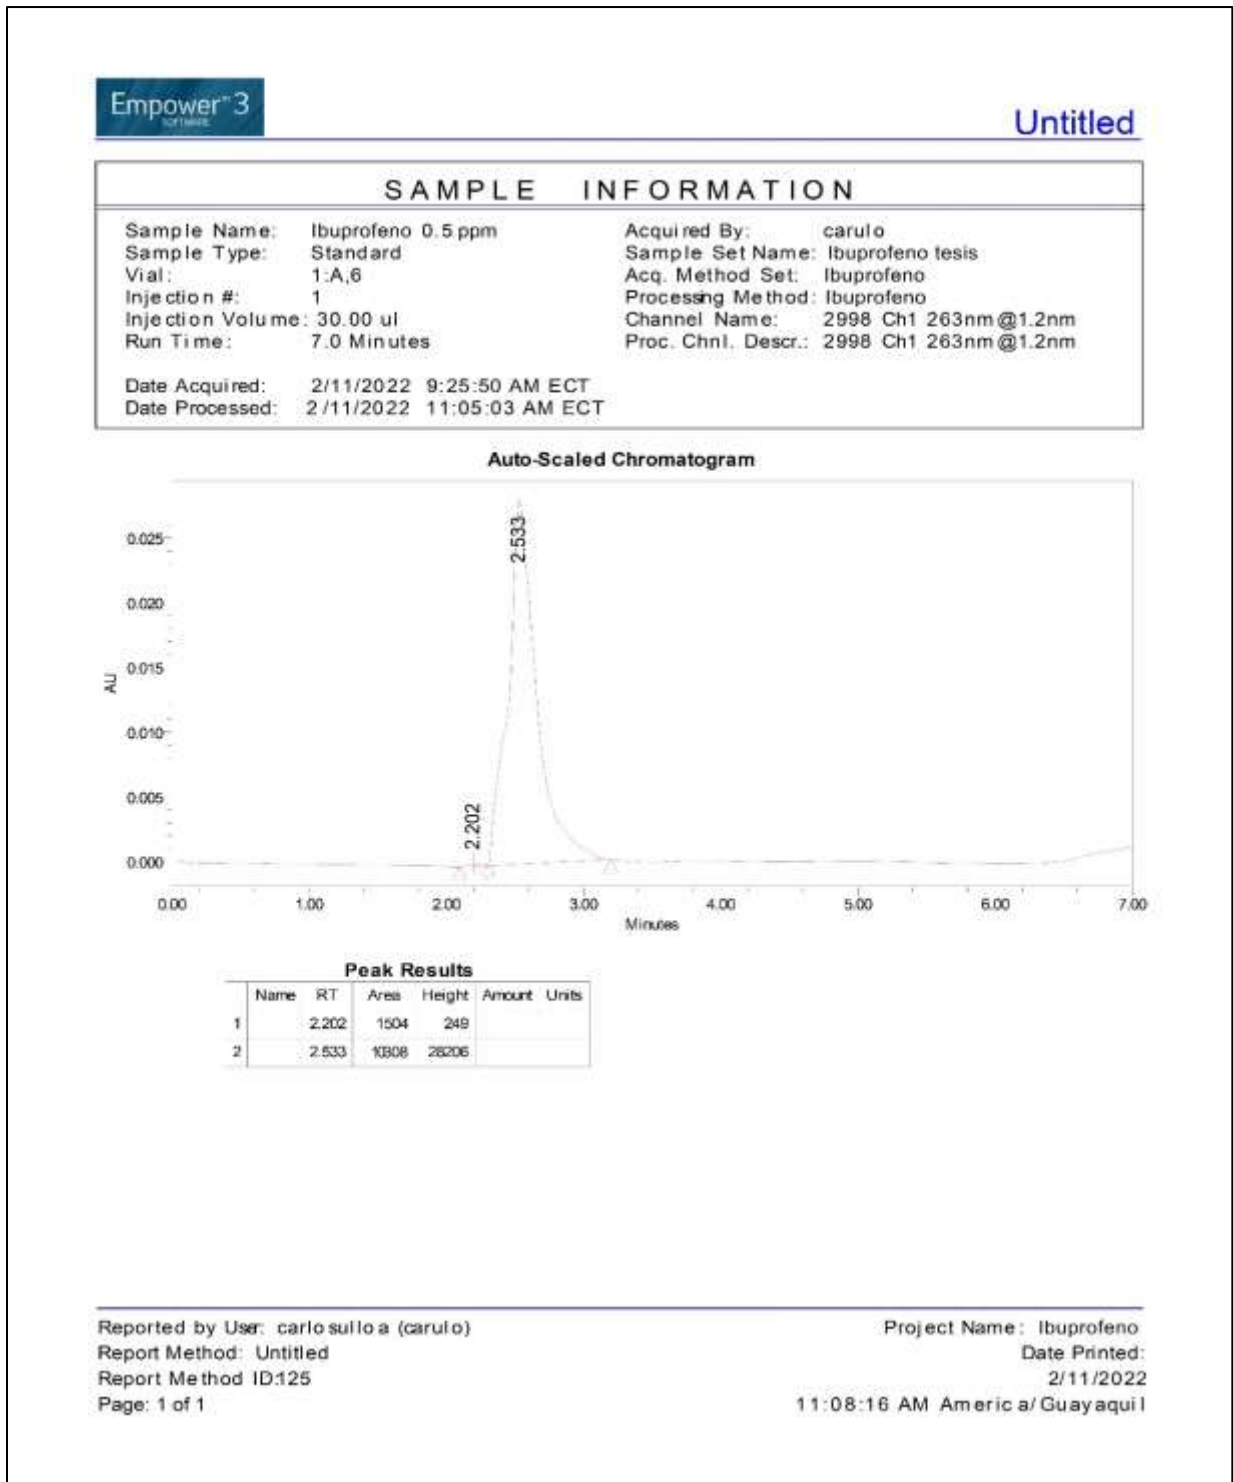 Empower™3
SOFTWARE
Untitled
SAMPLE INFORMATION
Sample Name: Ibuprofeno 0.5 ppm
Sample Type: Standard
Vial: 1:A,6
Injection #: 1
Injection Volume: 30.00 ul
Run Time: 7.0 Minutes
Date Acquired: 2/11/2022 9:25:50 AM ECT
Date Processed: 2/11/2022 11:05:03 AM ECT
Acquired By: carulo
Sample Set Name: Ibuprofeno tesis
Acq. Method Set: Ibuprofeno
Processing Method: Ibuprofeno
Channel Name: 2998 Ch1 263nm@1.2nm
Proc. Chnl. Descr.: 2998 Ch1 263nm@1.2nm
Auto-Scaled Chromatogram
AU
0.025
0.020
0.015
0.010
0.005
0.000
2.202
2.533
0.00 1.00 2.00 3.00 4.00 5.00 6.00 7.00
Minutes
Peak Results
Name RT Area Height Amount Units
1 2.202 1504 249
2 2.533 10308 28206
Reported by User: carlosulloa (carulo)
Report Method: Untitled
Report Method ID:125
Page: 1 of 1
Project Name: Ibuprofeno
Date Printed:
2/11/2022
11:08:16 AM America/Guayaquil